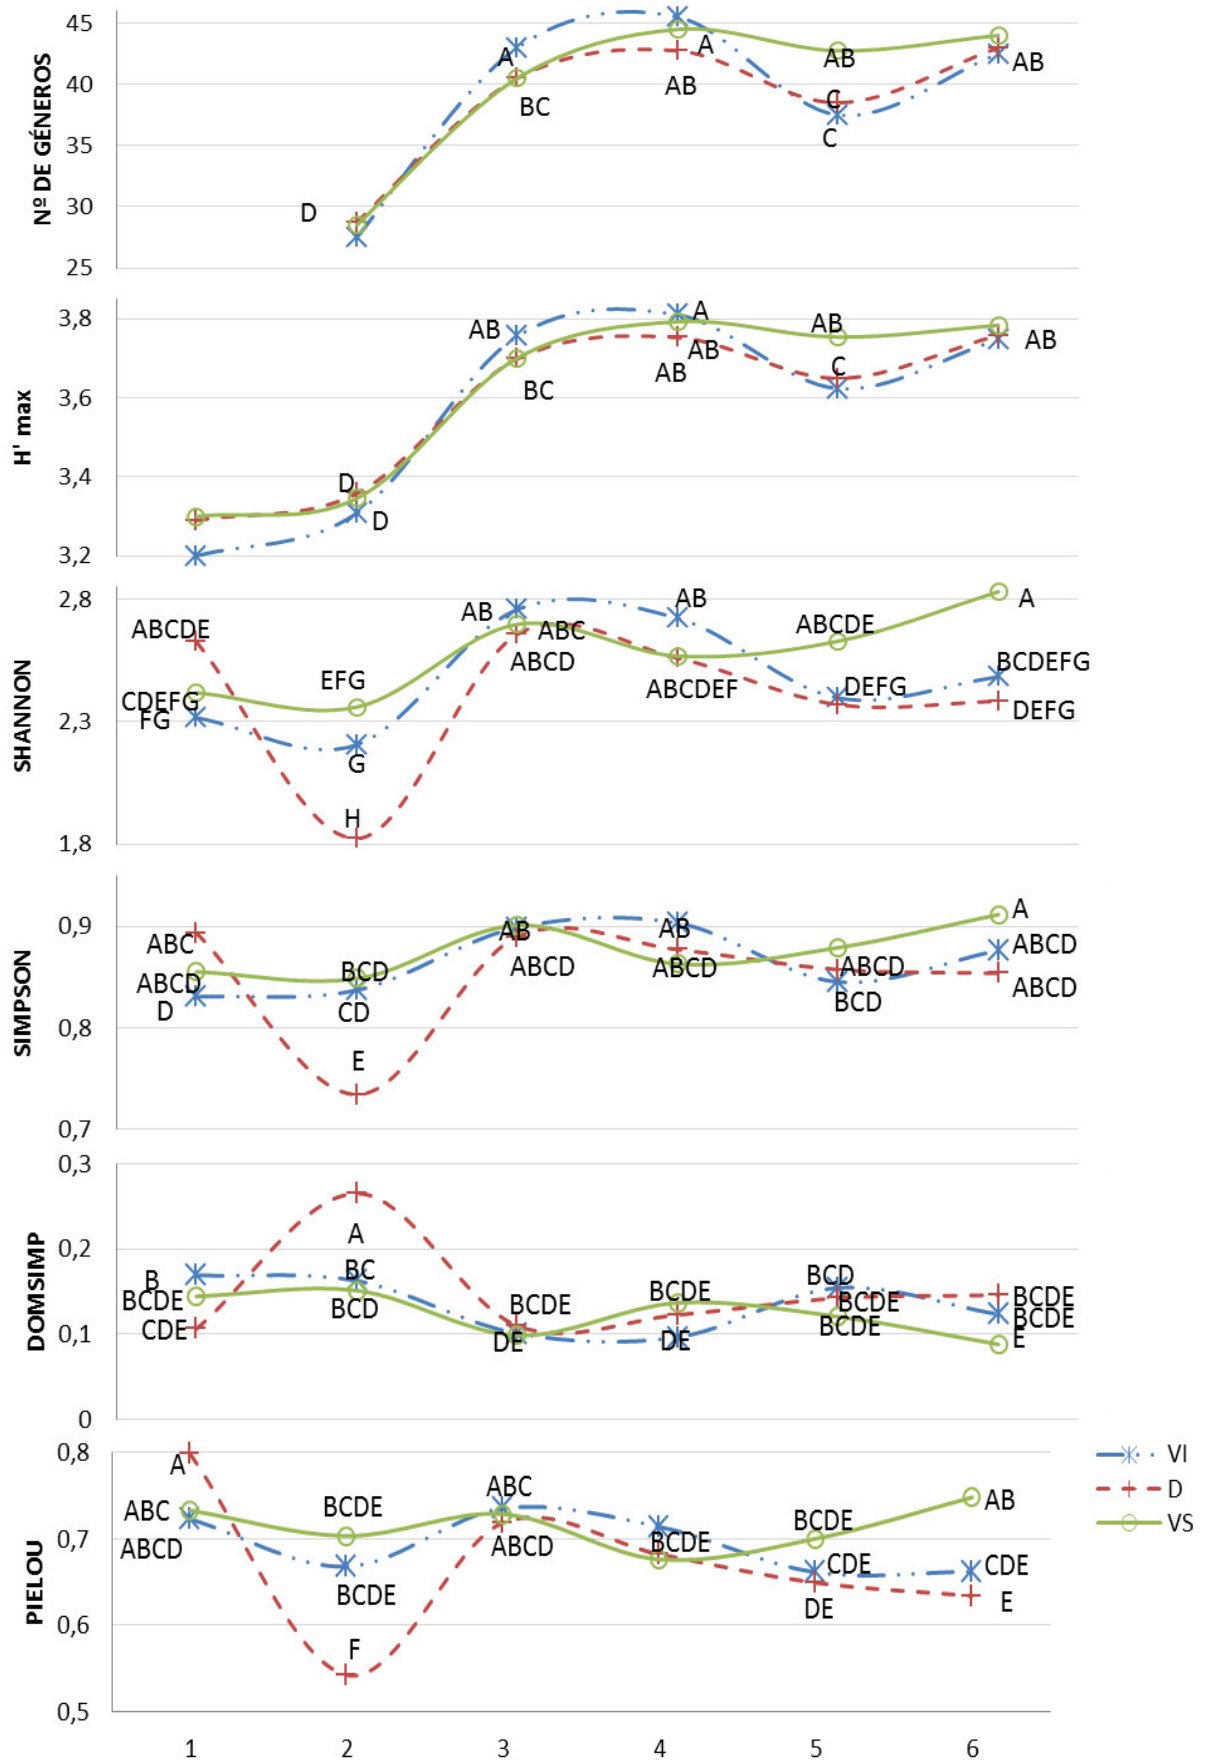 Nº DE GÉNEROS
45
40
35
30
25
D
A
BC
A
AB
AB
C
C
AB
H' max
3,8
3,6
3,4
3,2
D
D
AB
BC
A
AB
AB
AB
C
AB
SHANNON
2,8
2,3
1,8
ABCDE
CDEFG
FG
EFG
G
H
AB
ABC
ABCD
AB
ABCDEF
ABCDE
DEFG
A
BCDEFG
DEFG
SIMPSON
0,9
0,8
0,7
ABC
ABCD
D
BCD
CD
E
AB
ABCD
AB
ABCD
ABCD
BCD
A
ABCD
ABCD
DOMSIMP
0,3
0,2
0,1
0
B
BCDE
CDE
A
BC
BCD
BCDE
DE
BCDE
DE
BCD
BCDE
BCDE
BCDE
BCDE
E
PIELOU
0,8
0,7
0,6
0,5
A
ABC
ABCD
BCDE
BCDE
F
ABC
ABCD
BCDE
BCDE
CDE
DE
AB
CDE
E
1 2 3 4 5 6
VI
D
VS